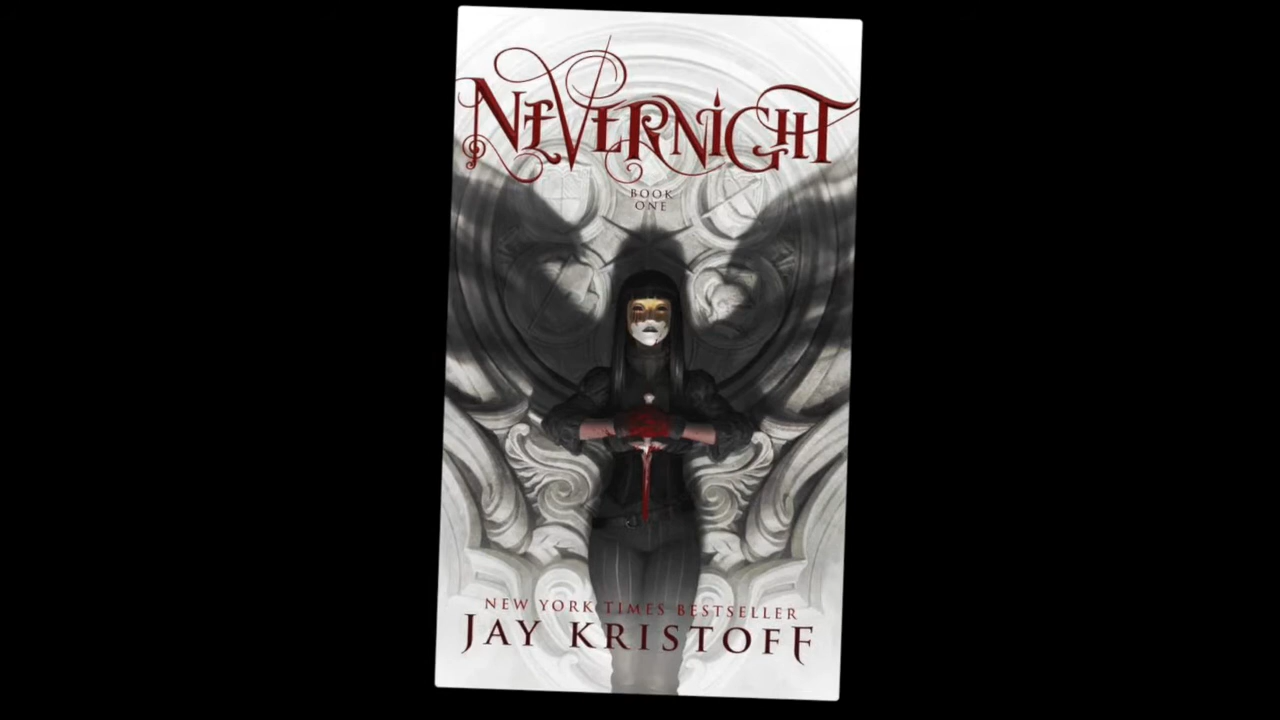 NEVERNIGHT
BOOK
ONE
NEW YORK TIMES BESTSELLER
JAY KRISTOFF